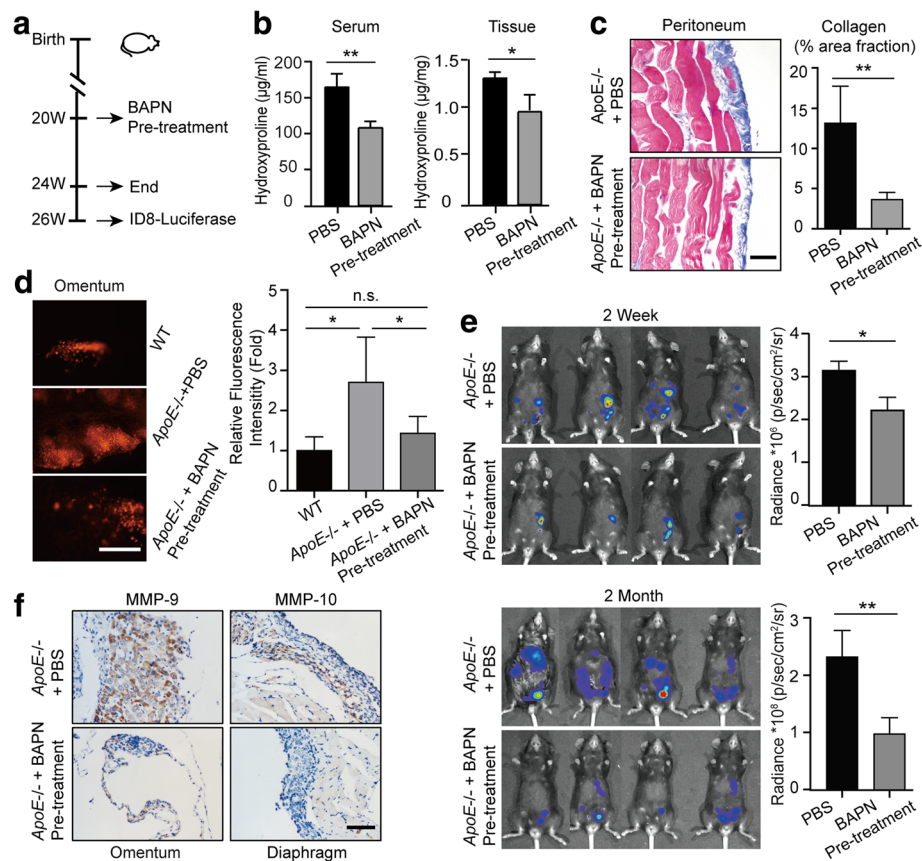 a
Birth
20W
BAPN
Pre-treatment
24W
End
26W
ID8-Luciferase
b
Serum
Hydroxyproline (µg/ml)
200
150
100
50
0
**
PBS
BAPN
Pre-treatment
Tissue
Hydroxyproline (µg/mg)
1.5
1.0
0.5
0
*
PBS
BAPN
Pre-treatment
c
Peritoneum
ApoE−/−
+ PBS
ApoE-/- + BAPN
Pre-treatment
Collagen
(% area fraction)
20
15
10
5
0
**
PBS
BAPN
Pre-treatment
d
Omentum
WT
ApoE-/-+PBS
ApoE-/- + BAPN
Pre-treatment
Relative Fluorescence
Intensitity (Fold)
5
4
3
2
1
0
n.s.
*
*
WT
ApoE-/- + PBS
ApoE-/- + BAPN
Pre-treatment
e
2 Week
ApoE-/-
+ PBS
ApoE-/- + BAPN
Pre-treatment
Radiance *10⁶ (p/sec/cm²/sr)
4
3
2
1
0
*
PBS
BAPN
Pre-treatment
2 Month
ApoE-/-
+ PBS
ApoE-/- + BAPN
Pre-treatment
Radiance *10⁸ (p/sec/cm²/sr)
3
2
1
0
**
PBS
BAPN
Pre-treatment
f
MMP-9
MMP-10
ApoE-/-
+ PBS
ApoE-/- + BAPN
Pre-treatment
Omentum
Diaphragm